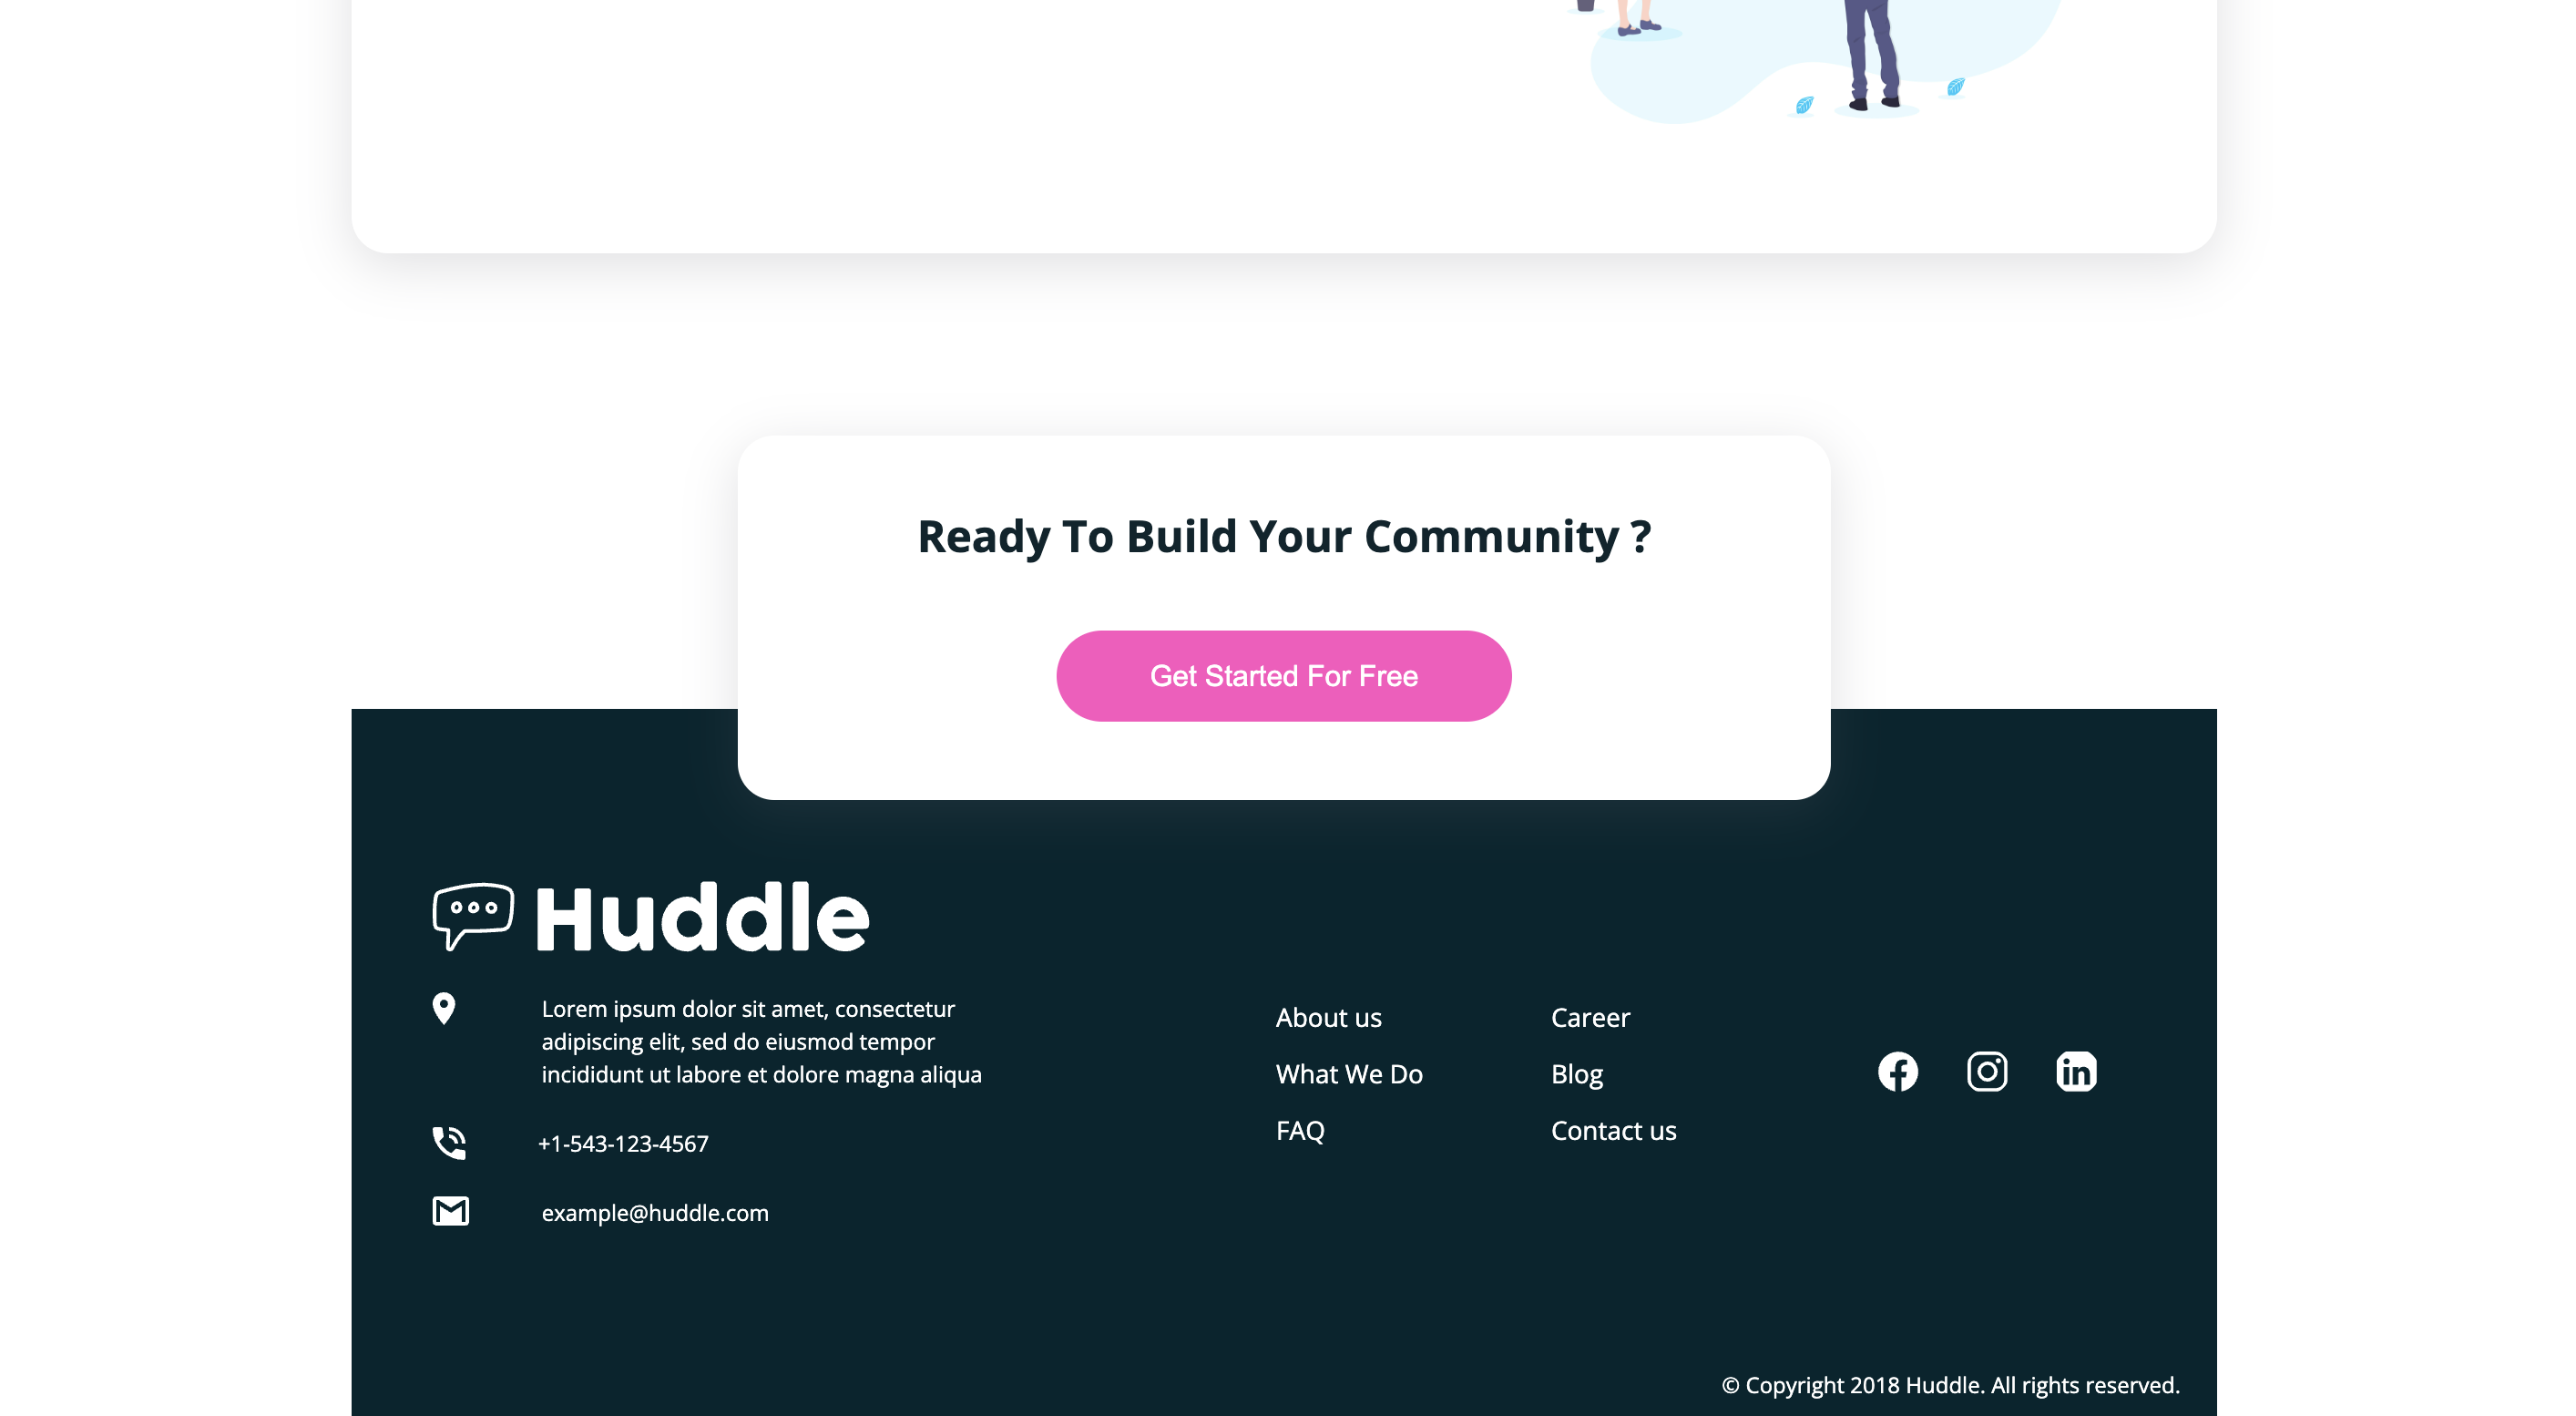 Ready To Build Your Community ?
Get Started For Free
Huddle
Lorem ipsum dolor sit amet, consectetur
adipiscing elit, sed do eiusmod tempor
incididunt ut labore et dolore magna aliqua
+1-543-123-4567
example@huddle.com
About us
What We Do
FAQ
Career
Blog
Contact us
© Copyright 2018 Huddle. All rights reserved.